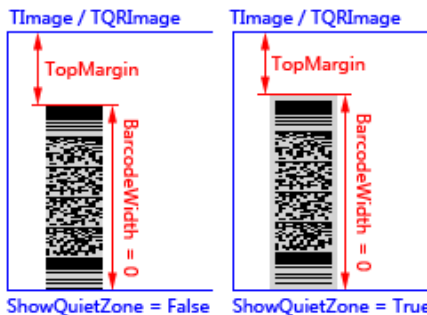 TImage / TQRImage
TopMargin
BarcodeWidth = 0
ShowQuietZone = False
TImage / TQRImage
TopMargin
BarcodeWidth = 0
ShowQuietZone = True